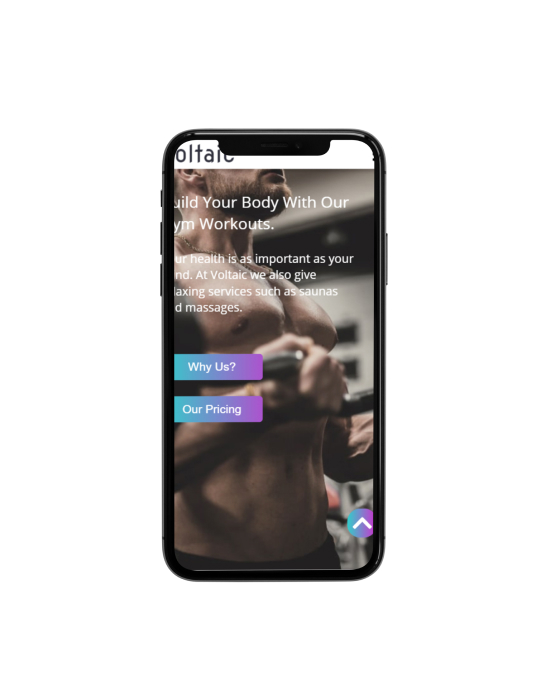 oltaic
uild Your Body With Our
ym Workouts.
ur health is as important as your
nd. At Voltaic we also give
laxing services such as saunas
d massages.
Why Us?
Our Pricing